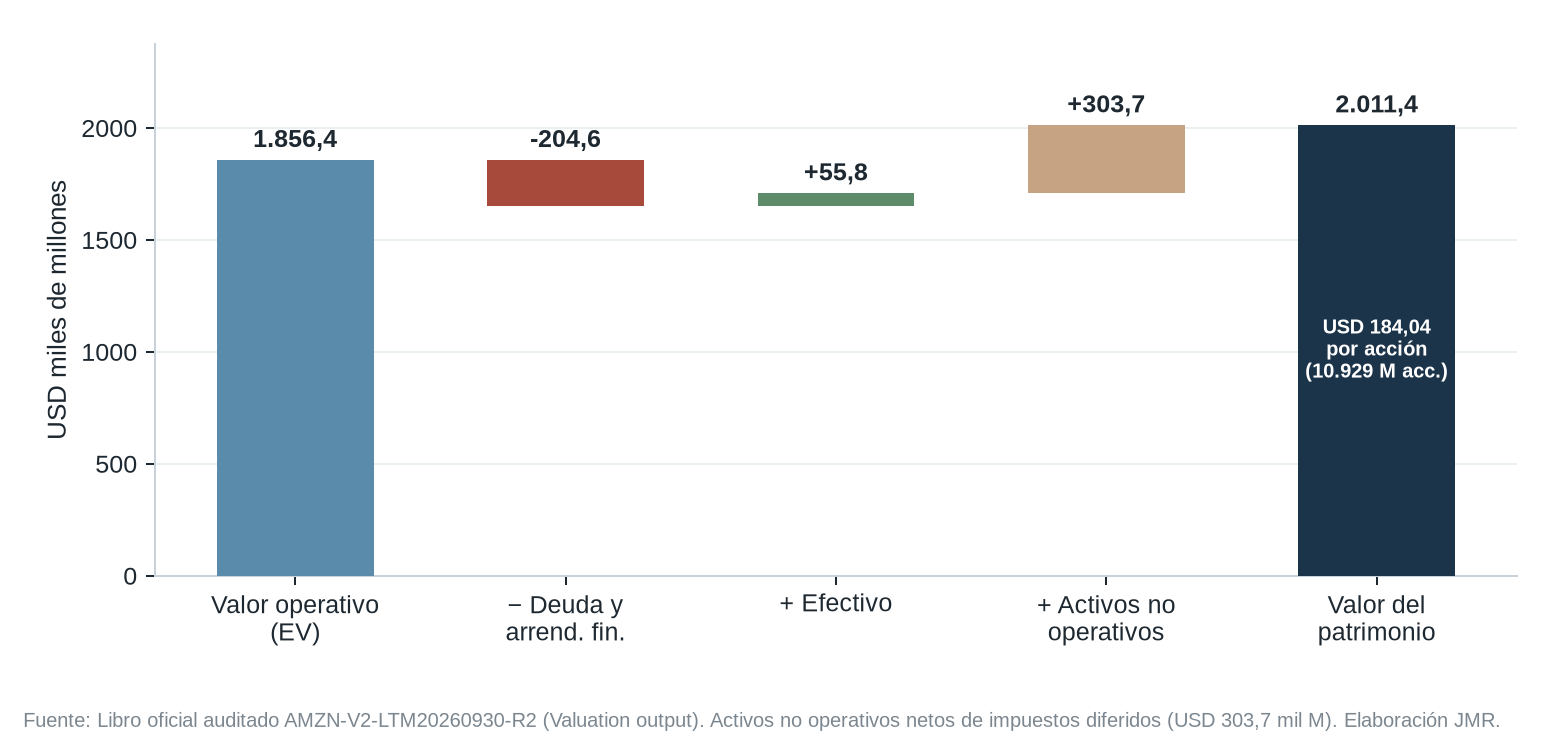 USD miles de millones
2000
1500
1000
500
0
1.856,4
-204,6
+55,8
+303,7
2.011,4
USD 184,04
por acción
(10.929 M acc.)
Valor operativo
(EV)
− Deuda y
arrend. fin.
+ Efectivo
+ Activos no
operativos
Valor del
patrimonio
Fuente: Libro oficial auditado AMZN-V2-LTM20260930-R2 (Valuation output). Activos no operativos netos de impuestos diferidos (USD 303,7 mil M). Elaboración JMR.